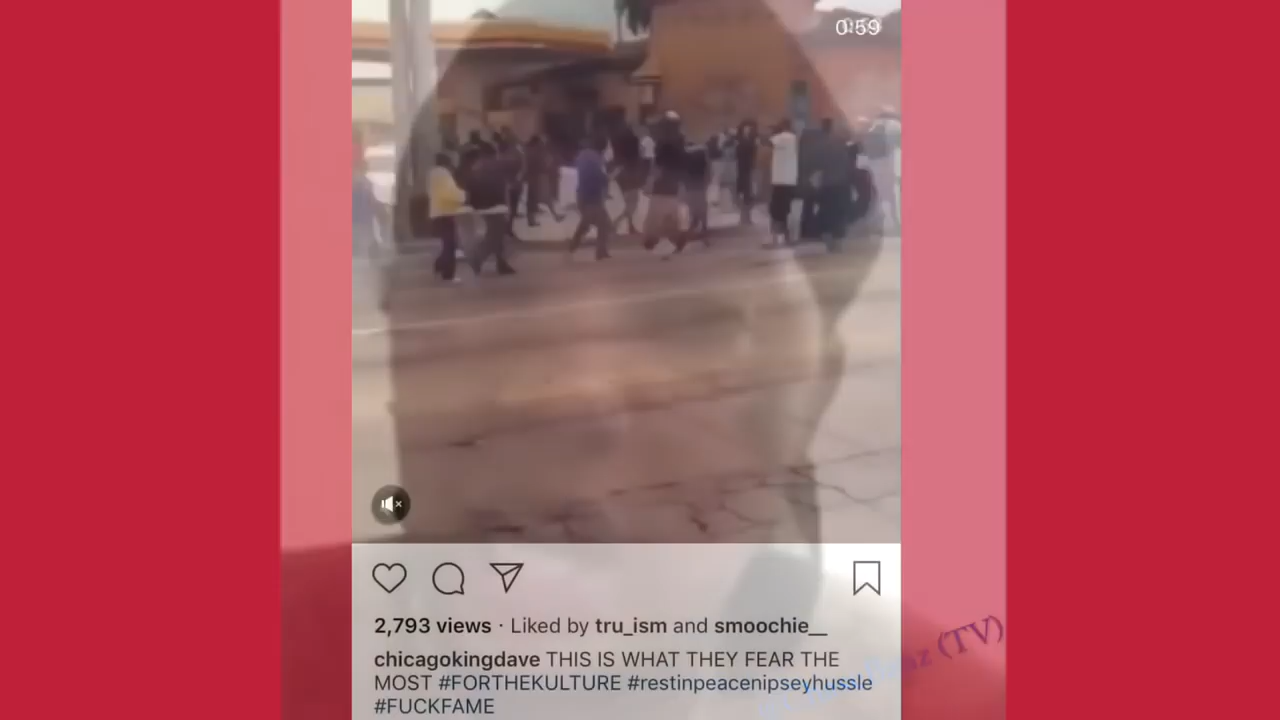 0:59
2,793 views · Liked by tru_ism and smoochie__
chicagokingdave THIS IS WHAT THEY FEAR THE
MOST #FORTHEKULTURE #restinpeacenipseyhussle
#FUCKFAME
(TV)